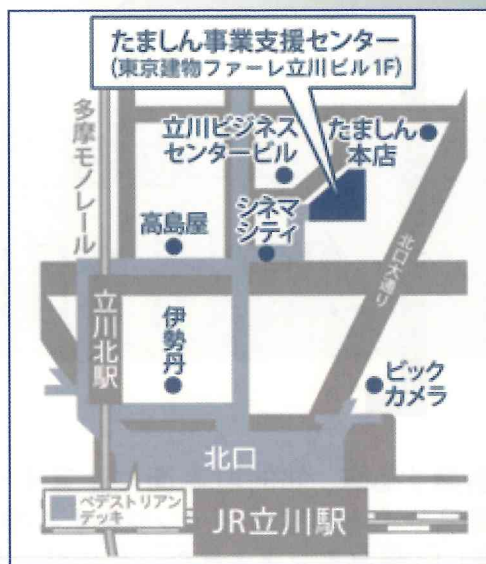 たましん事業支援センター
(東京建物ファーレ立川ビル1F)
多摩モノレール
立川ビジネス
センタービル
たましん
本店
高島屋
シネマ
シティ
北口大通り
立川北駅
伊勢丹
ビック
カメラ
北口
ペデストリアン
デッキ
JR立川駅